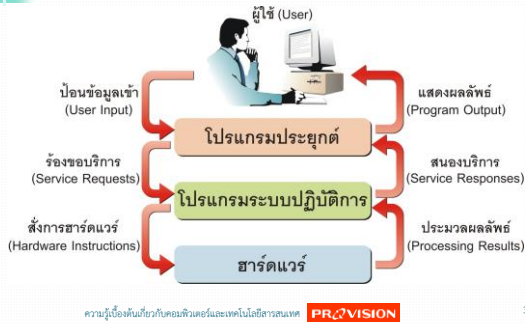 ผู้ใช้ (User)
ป้อนข้อมูลเข้า
(User Input)
แสดงผลลัพธ์
(Program Output)
โปรแกรมประยุกต์
ร้องขอบริการ
(Service Requests)
สนองบริการ
(Service Responses)
โปรแกรมระบบปฏิบัติการ
สั่งการฮาร์ดแวร์
(Hardware Instructions)
ประมวลผลลัพธ์
(Processing Results)
ฮาร์ดแวร์
ความรู้เบื้องต้นเกี่ยวกับคอมพิวเตอร์และเทคโนโลยีสารสนเทศ PROVISION